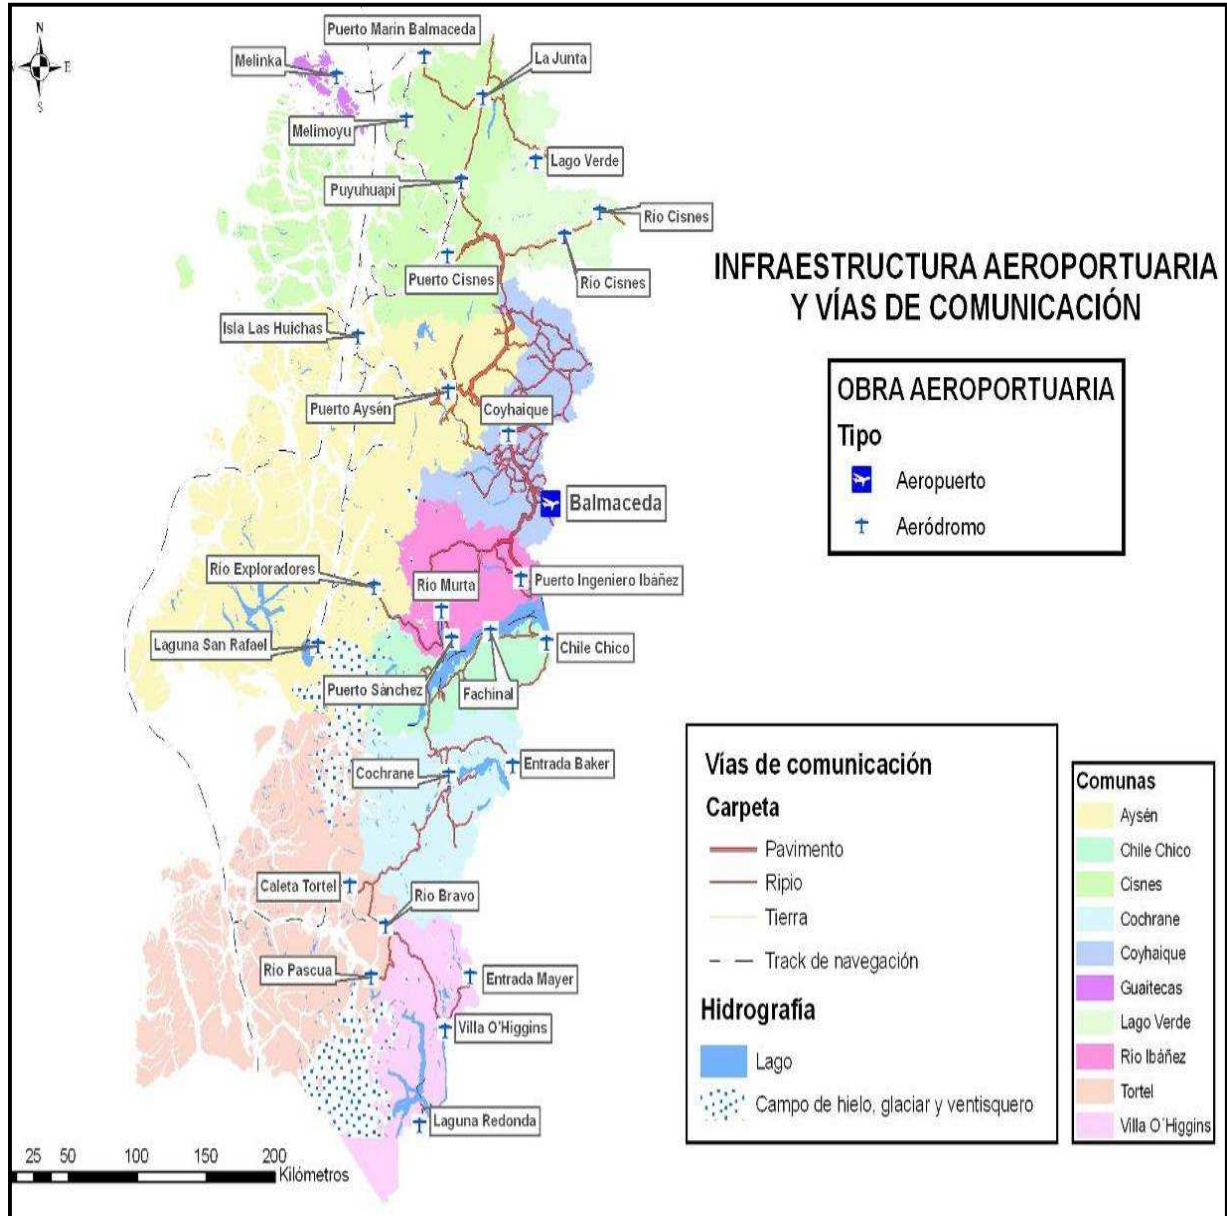 N
E
S
Puerto Marin Balmaceda
Melinka
La Junta
Melimoyu
Lago Verde
Puyuhuapi
Rio Cisnes
Puerto Cisnes
Rio Cisnes
INFRAESTRUCTURA AEROPORTUARIA
Y VÍAS DE COMUNICACIÓN
Isla Las Huichas
Puerto Aysén
Coyhaique
OBRA AEROPORTUARIA
Tipo
Aeropuerto
Aeródromo
Balmaceda
Rio Exploradores
Rio Murta
Puerto Ingeniero Ibáñez
Laguna San Rafael
Chile Chico
Puerto Sánchez
Fachinal
Cochrane
Entrada Baker
Caleta Tortel
Rio Bravo
Rio Pascua
Entrada Mayer
Villa O'Higgins
Laguna Redonda
Vías de comunicación
Carpeta
Pavimento
Ripio
Tierra
Track de navegación
Hidrografía
Lago
Campo de hielo, glaciar y ventisquero
Comunas
Aysén
Chile Chico
Cisnes
Cochrane
Coyhaique
Guaitecas
Lago Verde
Rio Ibáñez
Tortel
Villa O´Higgins
25 50 100 150 200
Kilómetros